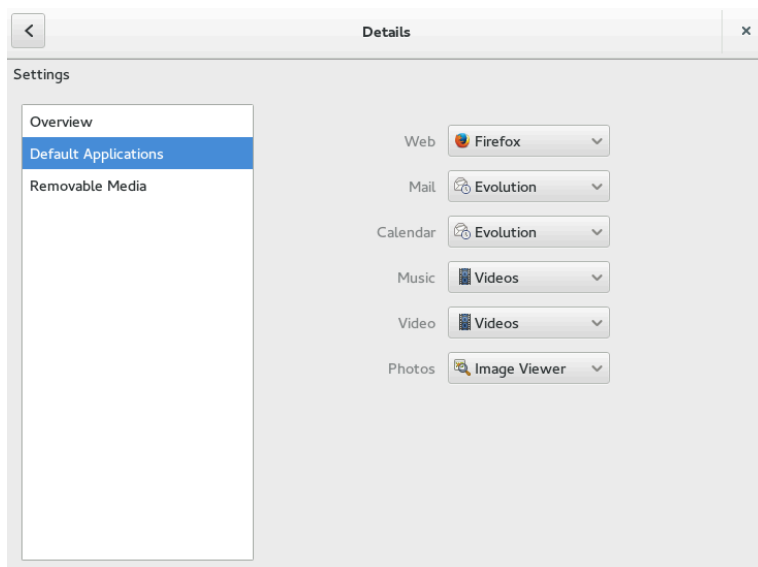 Details
Settings
Overview
Default Applications
Removable Media
Web Firefox
Mail Evolution
Calendar Evolution
Music Videos
Video Videos
Photos Image Viewer